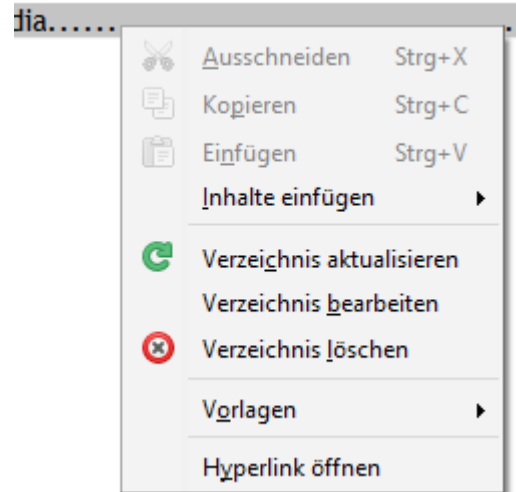 dia......
Ausschneiden Strg+X
Kopieren Strg+C
Einfügen Strg+V
Inhalte einfügen
Verzeichnis aktualisieren
Verzeichnis bearbeiten
Verzeichnis löschen
Vorlagen
Hyperlink öffnen